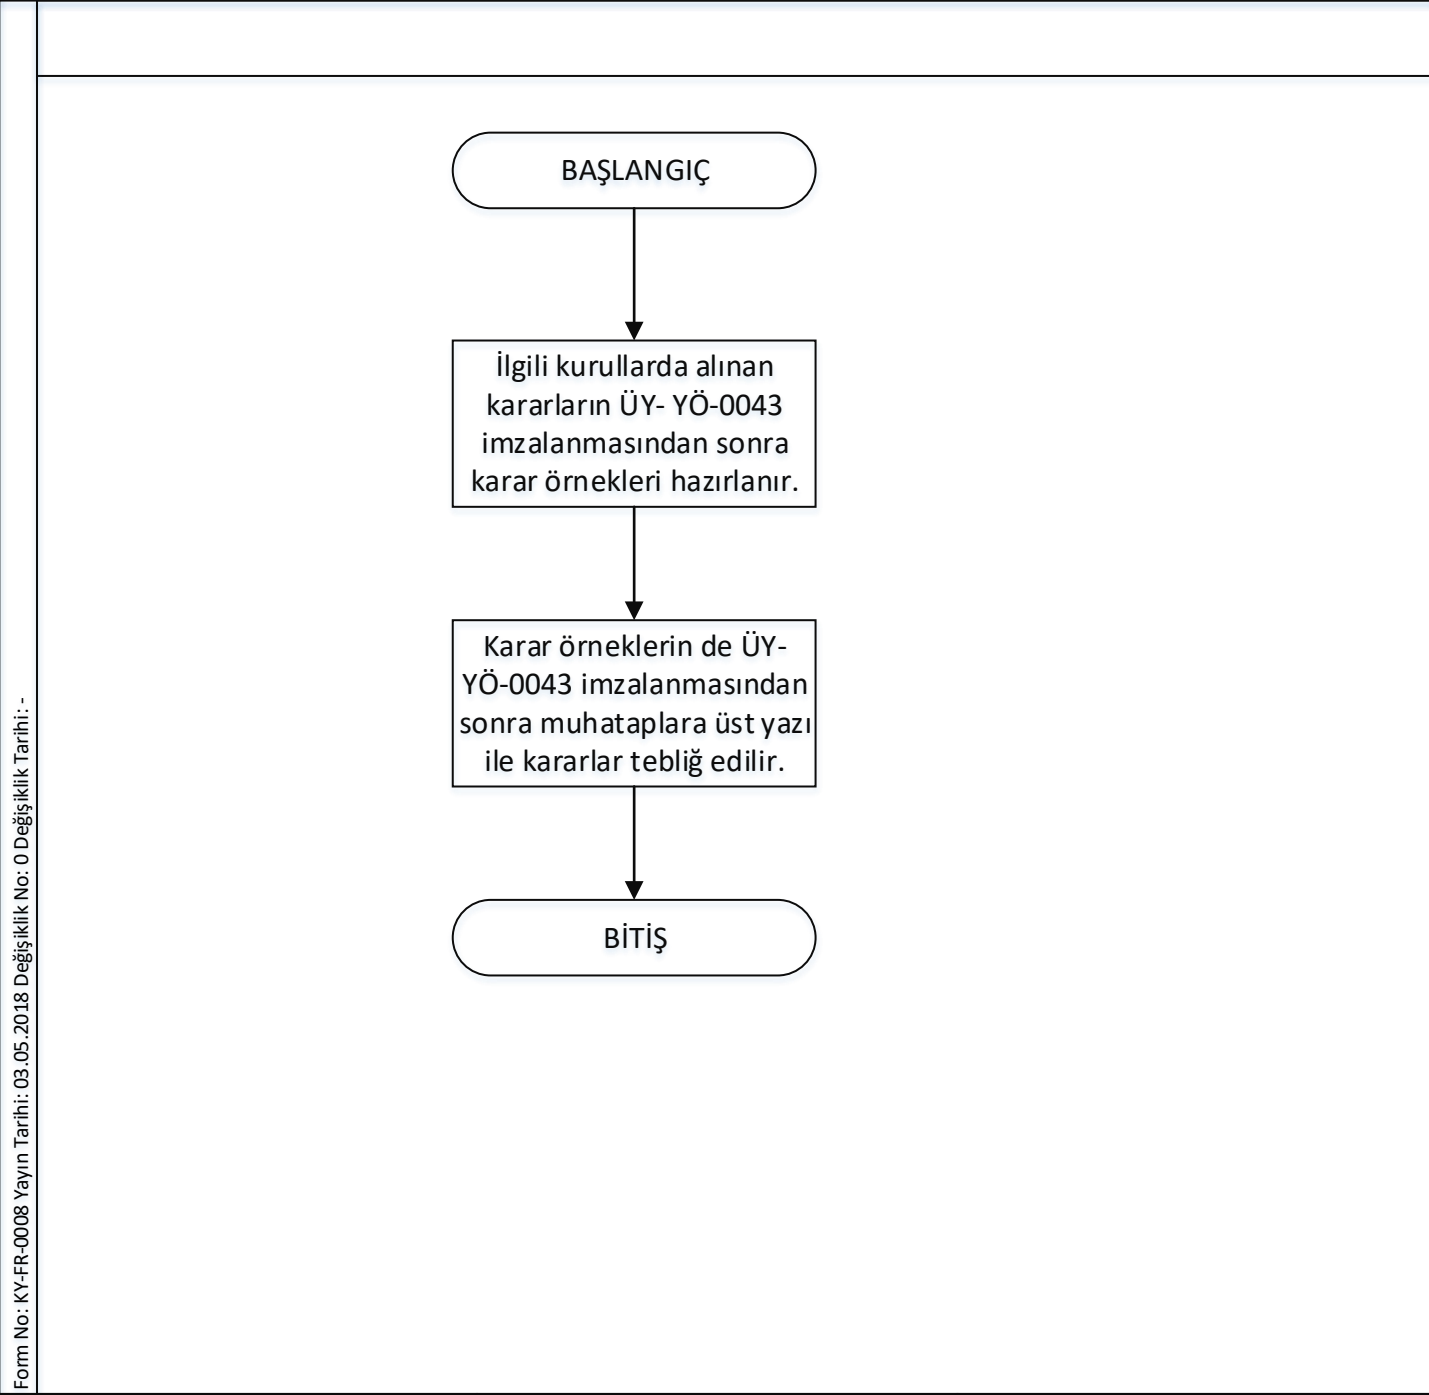 BAŞLANGIÇ
İlgili kurullarda alınan
kararların ÜY- YÖ-0043
imzalanmasından sonra
karar örnekleri hazırlanır.
Karar örneklerin de ÜY-
YÖ-0043 imzalanmasından
sonra muhataplara üst yazı
ile kararlar tebliğ edilir.
BİTİŞ
Form No: KY-FR-0008 Yayın Tarihi: 03.05.2018 Değişiklik No: 0 Değişiklik Tarihi: -